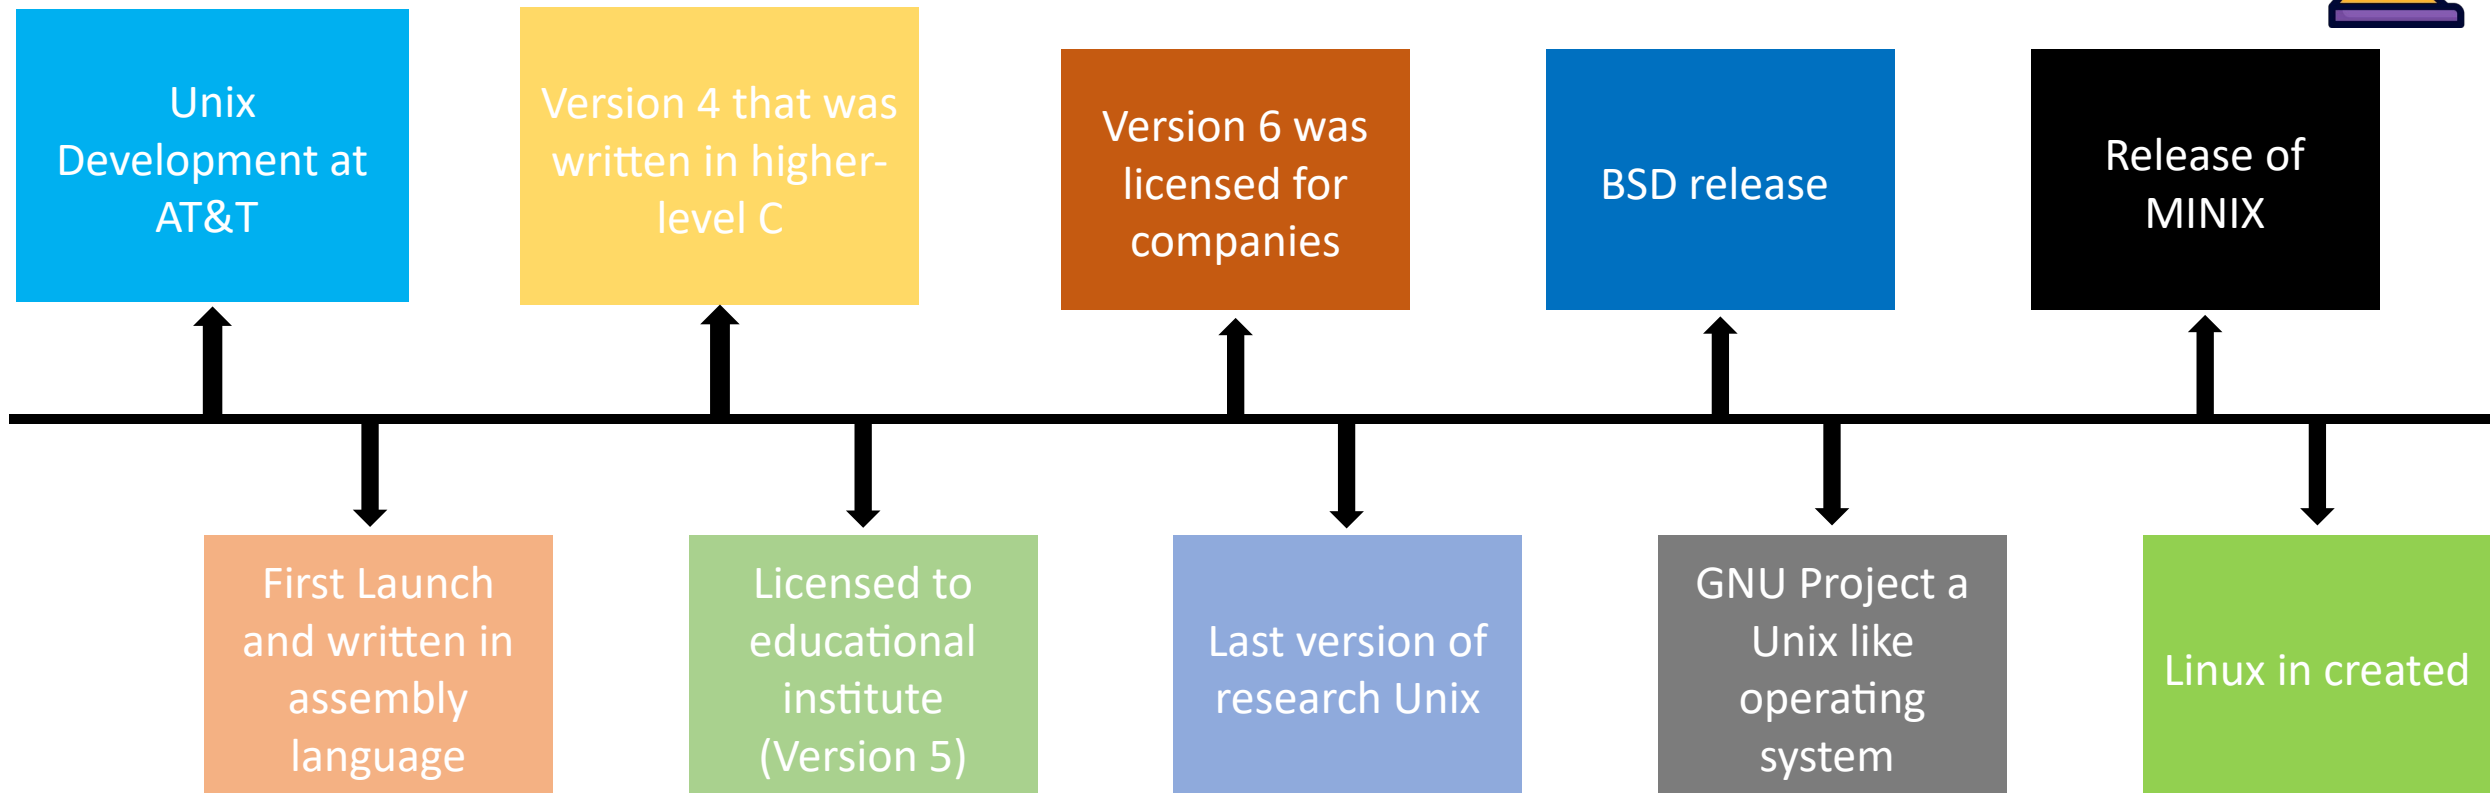 Unix
Development at
AT&T
First Launch
and written in
assembly
language
Version 4 that was
written in higher-
level C
Licensed to
educational
institute
(Version 5)
Version 6 was
licensed for
companies
Last version of
research Unix
BSD release
GNU Project a
Unix like
operating
system
Release of
MINIX
Linux in created